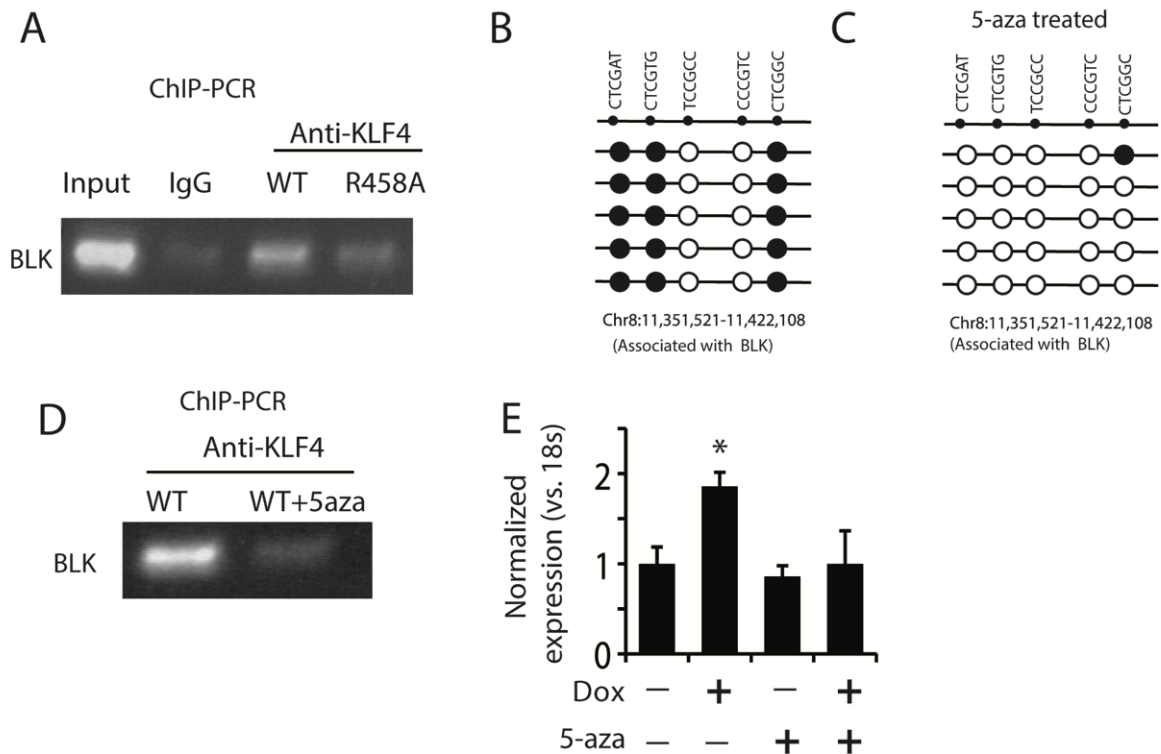 A
ChIP-PCR
Anti-KLF4
Input IgG WT R458A
BLK
B
CTCGAT CTCGTG TCCGCC CCCGTC CTCGGC
Chr8:11,351,521-11,422,108
(Associated with BLK)
C
5-aza treated
CTCGAT CTCGTG TCCGCC CCCGTC CTCGGC
Chr8:11,351,521-11,422,108
(Associated with BLK)
D
ChIP-PCR
Anti-KLF4
WT WT+5aza
BLK
E
Normalized
expression (vs. 18s)
2
1
0
*
Dox – + – +
5-aza – – + +